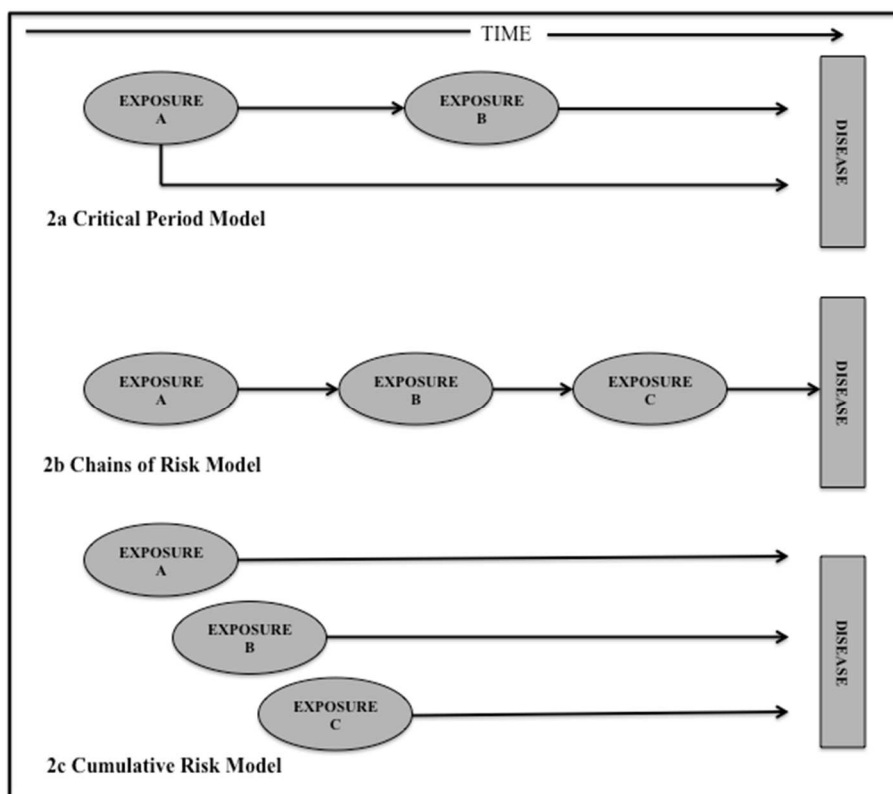 TIME
EXPOSURE
A
EXPOSURE
B
DISEASE
2a Critical Period Model
EXPOSURE
A
EXPOSURE
B
EXPOSURE
C
DISEASE
2b Chains of Risk Model
EXPOSURE
A
EXPOSURE
B
EXPOSURE
C
DISEASE
2c Cumulative Risk Model